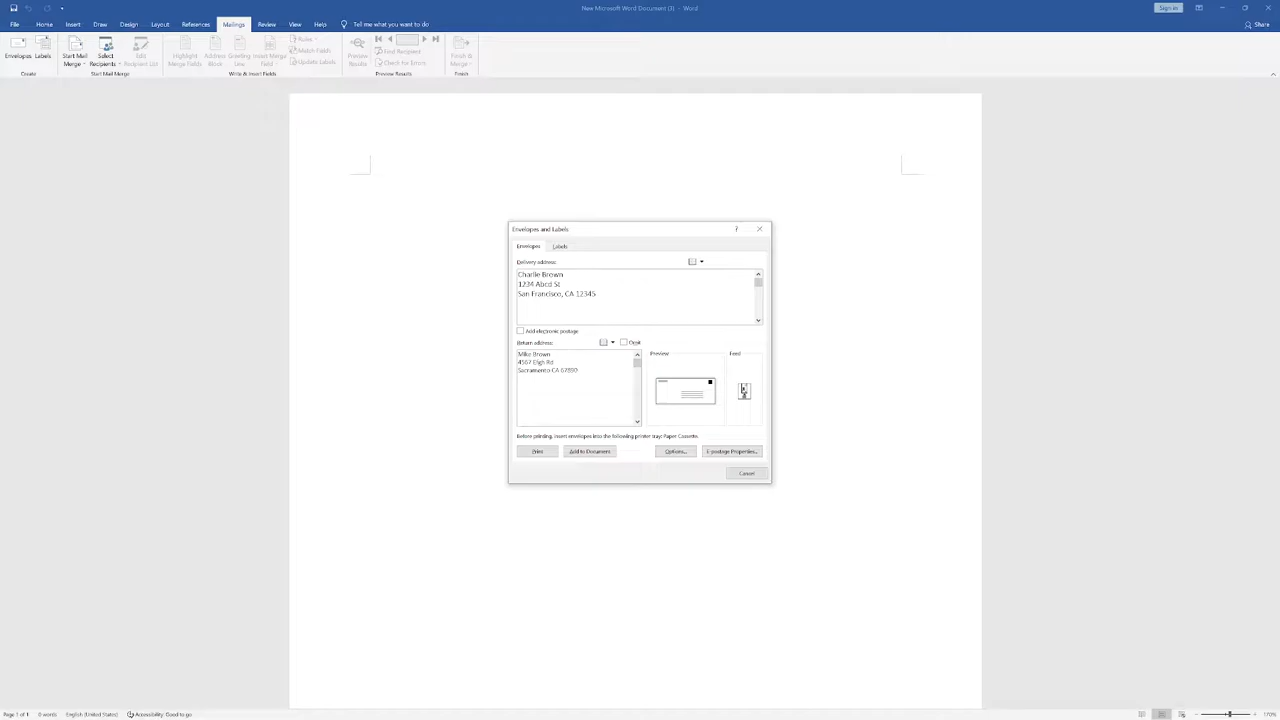 New Microsoft Word Document (3) - Word
Sign in
File Home Insert Draw Design Layout References Mailings Review View Help Tell me what you want to do
Share
Envelopes Labels
Create
Start Mail Merge
Select Recipients
Edit Recipient List
Start Mail Merge
Highlight Merge Fields
Address Block
Greeting Line
Insert Merge Field
Rules
Match Fields
Update Labels
Write & Insert Fields
Preview Results
Find Recipient
Check for Errors
Preview Results
Finish & Merge
Finish
Envelopes and Labels
?
Envelopes Labels
Delivery address:
Charlie Brown
1234 Abcd St
San Francisco, CA 12345
Add electronic postage
Return address:
Omit
Mike Brown
4567 Efgh Rd
Sacramento CA 67890
Preview
Feed
Before printing, insert envelopes into the following printer tray: Paper Cassette.
Print
Add to Document
Options...
E-postage Properties...
Cancel
Page 1 of 1 0 words English (United States) Accessibility: Good to go
170%